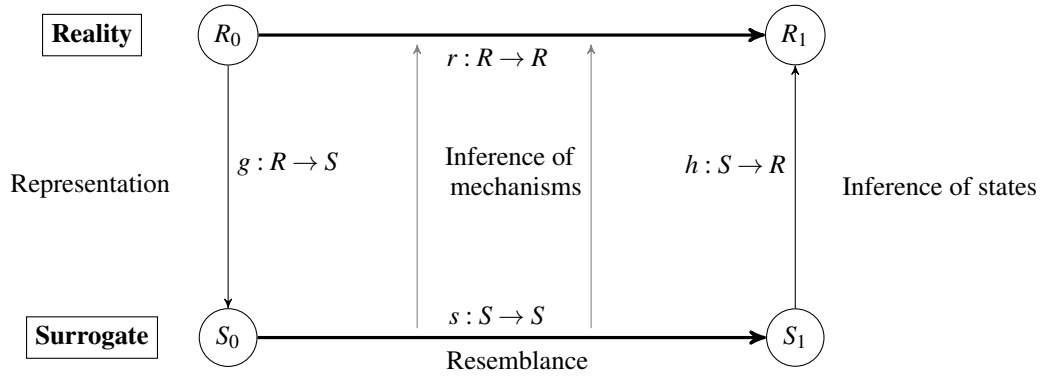 Reality
R₀
R₁
r : R → R
g : R → S
Inference of
mechanisms
h : S → R
Representation
Inference of states
s : S → S
Surrogate
S₀
S₁
Resemblance